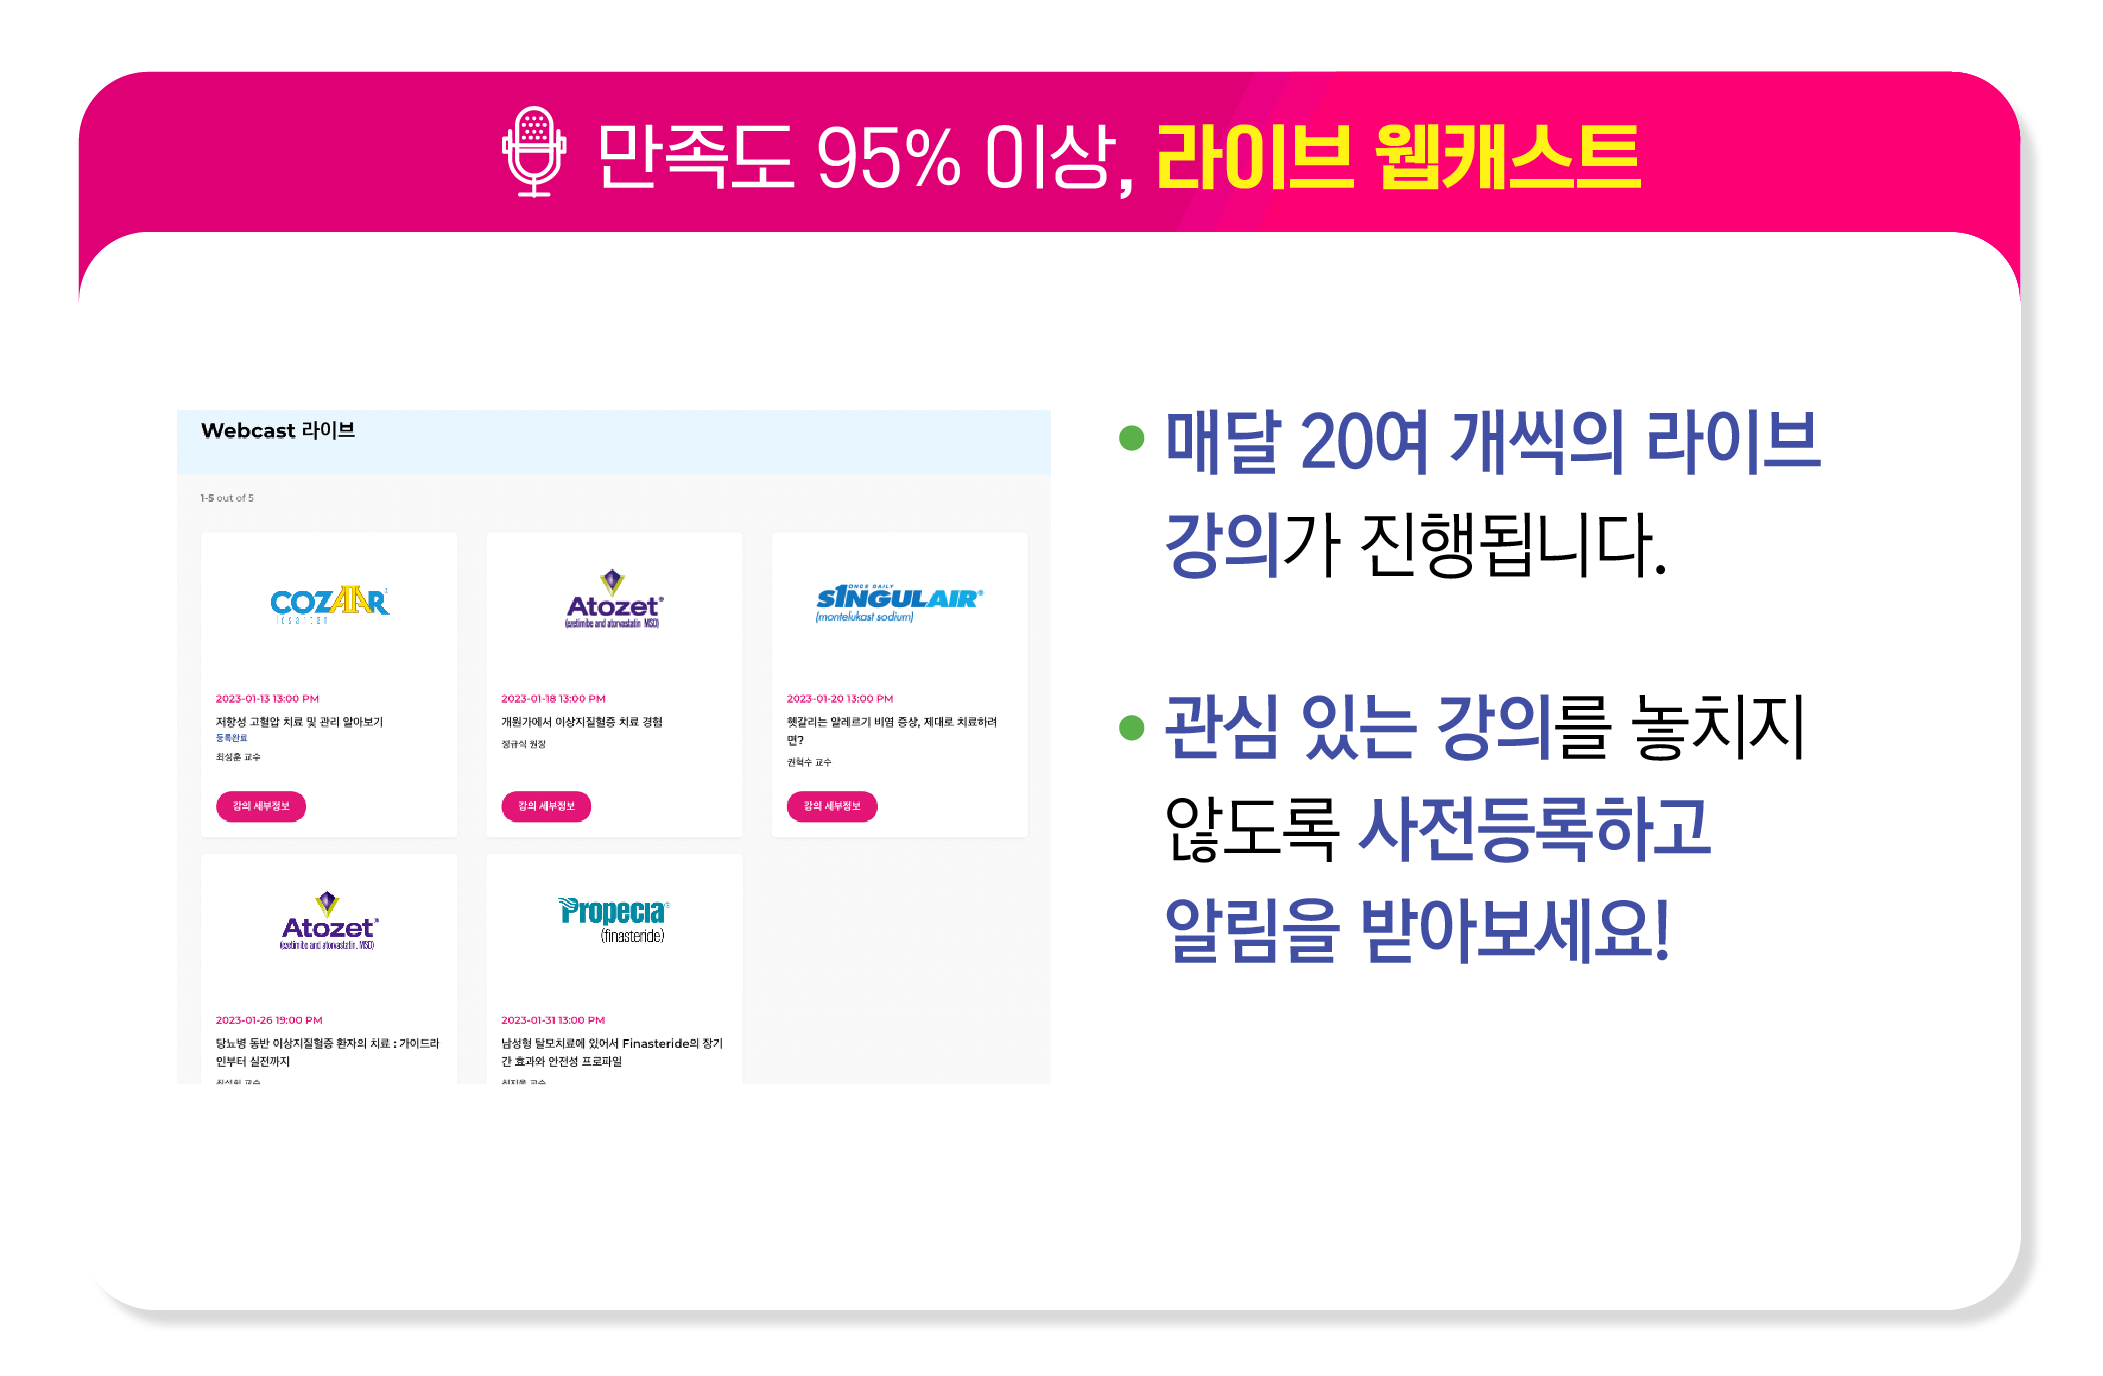 만족도 95% 이상, 라이브 웹캐스트
Webcast 라이브
1-5 out of 5
COZAAR®
losartan
2023-01-13 13:00 PM
저항성 고혈압 치료 및 관리 알아보기
등록완료
최성훈 교수
강의 세부정보
Atozet®
(ezetimibe and atorvastatin, MSD)
2023-01-18 13:00 PM
개원가에서 이상지질혈증 치료 경험
정규식 원장
강의 세부정보
ONCE DAILY
SINGULAIR®
(montelukast sodium)
2023-01-20 13:00 PM
헷갈리는 알레르기 비염 증상, 제대로 치료하려
면?
권혁수 교수
강의 세부정보
Atozet®
(ezetimibe and atorvastatin, MSD)
2023-01-26 19:00 PM
당뇨병 동반 이상지질혈증 환자의 치료 : 가이드라
인부터 실전까지
교수
Propecia®
(finasteride)
2023-01-31 13:00 PM
남성형 탈모치료에 있어서 Finasteride의 장기
간 효과와 안전성 프로파일
교수
• 매달 20여 개씩의 라이브
강의가 진행됩니다.
• 관심 있는 강의를 놓치지
않도록 사전등록하고
알림을 받아보세요!